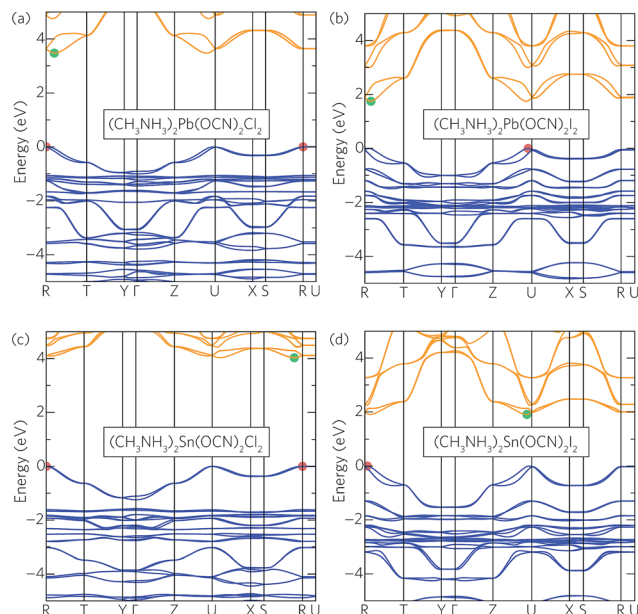 (a)
(b)
Energy (eV)
4
2
0
−2
−4
(CH₃NH₃)₂Pb(OCN)₂Cl₂
R T Y Γ Z U X S R U
Energy (eV)
4
2
0
−2
−4
(CH₃NH₃)₂Pb(OCN)₂I₂
R T Y Γ Z U X S R U
(c)
(d)
Energy (eV)
4
2
0
−2
−4
(CH₃NH₃)₂Sn(OCN)₂Cl₂
R T Y Γ Z U X S R U
Energy (eV)
4
2
0
−2
−4
(CH₃NH₃)₂Sn(OCN)₂I₂
R T Y Γ Z U X S R U